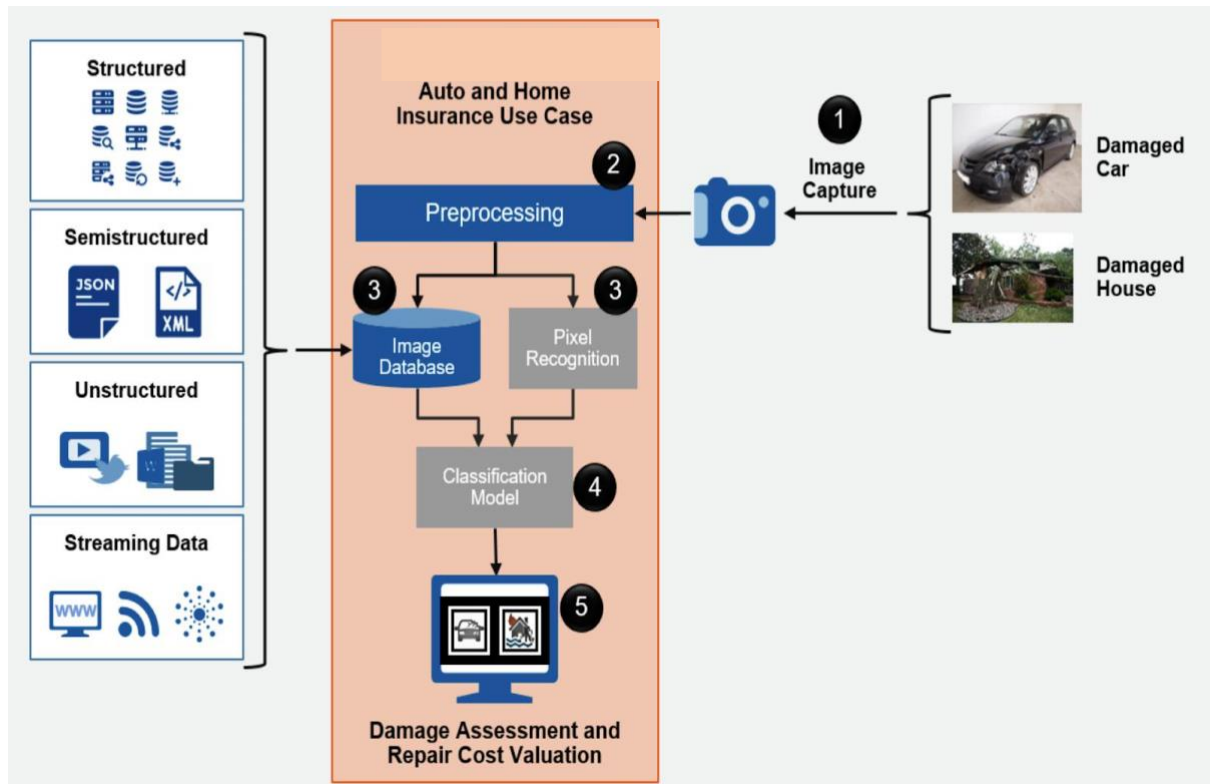 Structured
Semistructured
JSON
</>
XML
Unstructured
W
Streaming Data
WWW
Auto and Home
Insurance Use Case
2
Preprocessing
3
Image
Database
3
Pixel
Recognition
Classification
Model
4
5
Damage Assessment and
Repair Cost Valuation
1
Image
Capture
Damaged
Car
Damaged
House